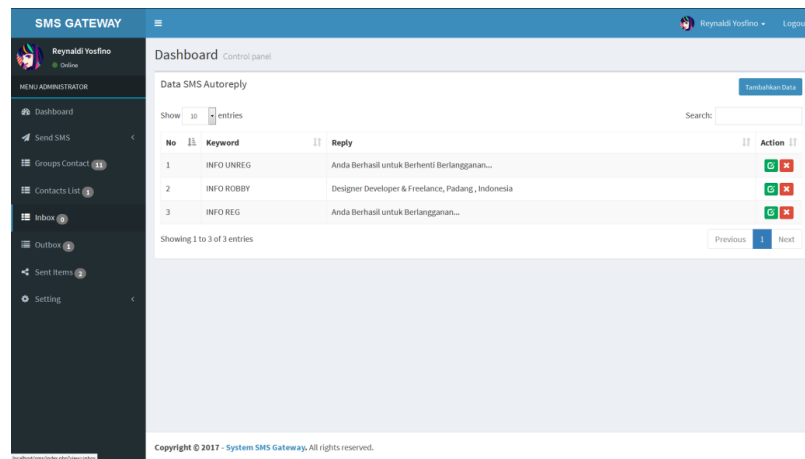 SMS GATEWAY
Reynaldi Yosfino
Logou
Reynaldi Yosfino
Online
Dashboard Control panel
MENU ADMINISTRATOR
Dashboard
Send SMS
Groups Contact 11
Contacts List 1
Inbox 0
Outbox 1
Sent Items 2
Setting
Data SMS Autoreply
Tambahkan Data
Show 10 entries
Search:
No Keyword Reply Action
1 INFO UNREG Anda Berhasil untuk Berhenti Berlangganan...
2 INFO ROBBY Designer Developer & Freelance, Padang , Indonesia
3 INFO REG Anda Berhasil untuk Berlangganan...
Showing 1 to 3 of 3 entries
Previous 1 Next
Copyright © 2017 - System SMS Gateway. All rights reserved.